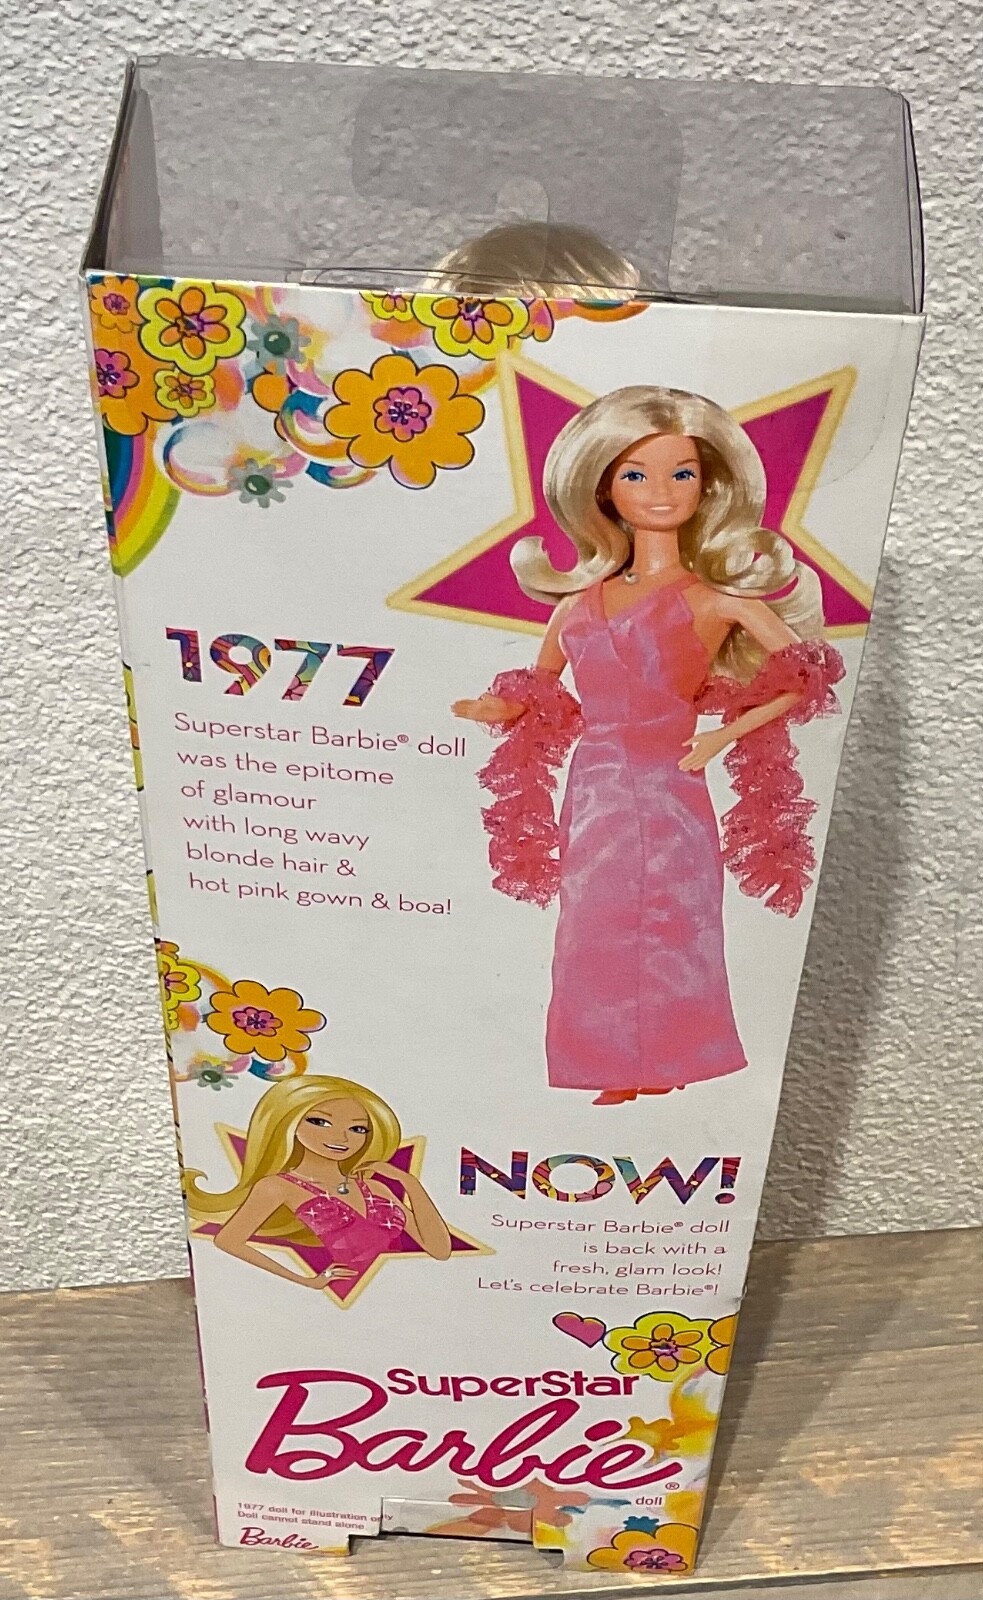 1977
Superstar Barbie® doll
was the epitome
of glamour
with long wavy
blonde hair &
hot pink gown & boa!
NOW!
Superstar Barbie® doll
is back with a
fresh, glam look!
Let's celebrate Barbie®!
SuperStar
Barbie®
doll
1977 doll for illustration only
Doll cannot stand alone
Barbie